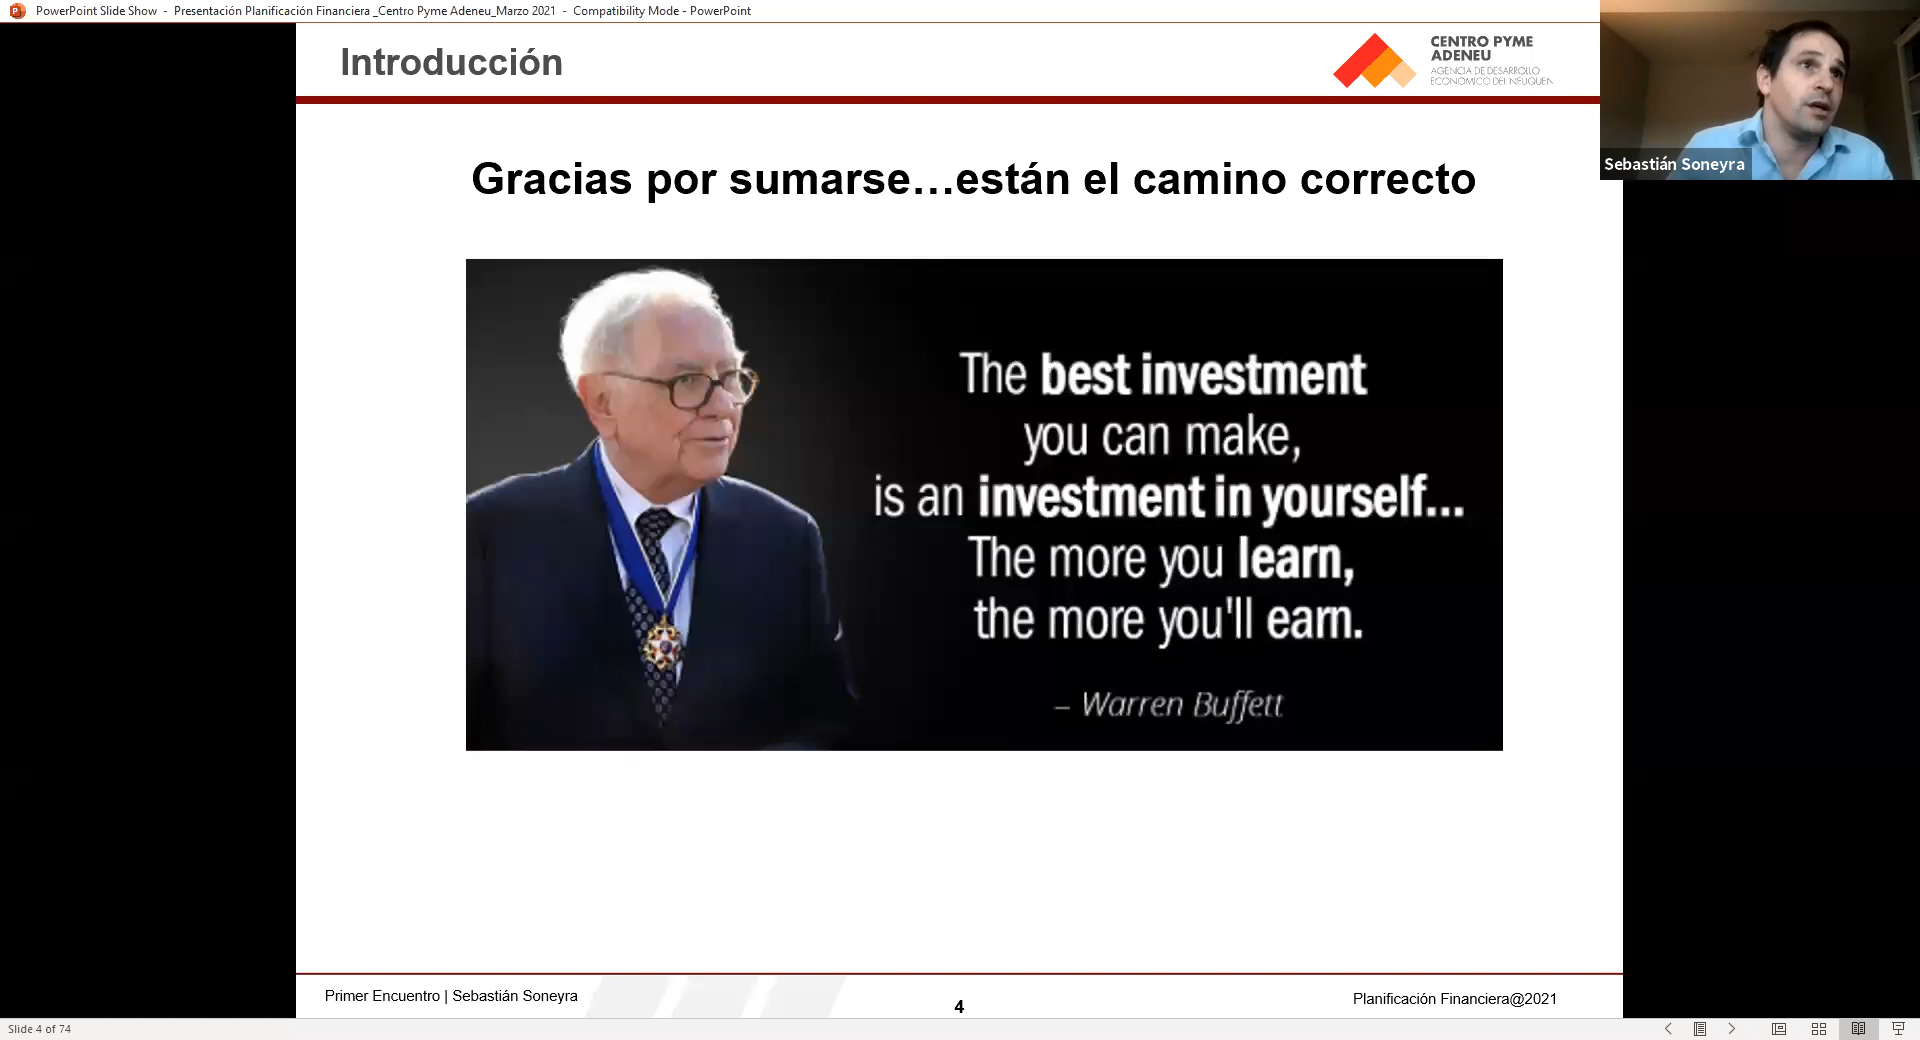 PowerPoint Slide Show - Presentación Planificación Financiera _Centro Pyme Adeneu_Marzo 2021 - Compatibility Mode - PowerPoint
Introducción
CENTRO PYME
ADENEU
AGENCIA DE DESARROLLO
ECONOMICO DEL NEUQUEN
Sebastián Soneyra
Gracias por sumarse...están el camino correcto
The best investment
you can make,
is an investment in yourself...
The more you learn,
the more you'll earn.
– Warren Buffett
Primer Encuentro | Sebastián Soneyra
4
Planificación Financiera@2021
Slide 4 of 74